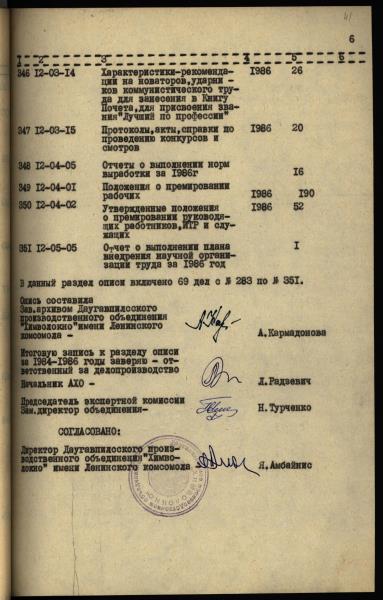 41
6
1 2 3 4 5 6
346 12-03-14 Характеристики-рекоменда- 1986 26
ции на новаторов,ударни -
ков коммунистического тру-
да для занесения в Книгу
Почета,для присвоения зва-
ния"Лучший по профессии"
347 12-03-15 Протоколы,акты,справки по 1986 20
проведению конкурсов и
смотров
348 12-04-05 Отчеты о выполнении норм
выработки за 1986г 16
349 12-04-01 Положения о премировании
рабочих 1986 190
350 12-04-02 Утвержденные положения 1986 52
о премировании руководя-
щих работников,ИТР и слу-
жащих
351 12-05-05 Отчет о выполнении плана 1
внедрения научной органи-
зации труда за 1986 год
В данный раздел описи включено 69 дел с № 283 по № 351.
Опись составила
Зав.архивом Даугавпилсского
производственного объединения
"Химволокно"имени Ленинского
комсомола - А.Кармадонова
Итоговую запись к разделу описи
за 1984-1986 годы заверяю - от-
ветственный за делопроизводство
Начальник АХО - Л.Радзевич
Председатель экспертной комиссии
Зам.директор объединения- Н.Турченко
СОГЛАСОВАНО:
Директор Даугавпилсского произ-
водственного объединения"Химво-
локно" имени Ленинского комсомола Я.Амбайнис